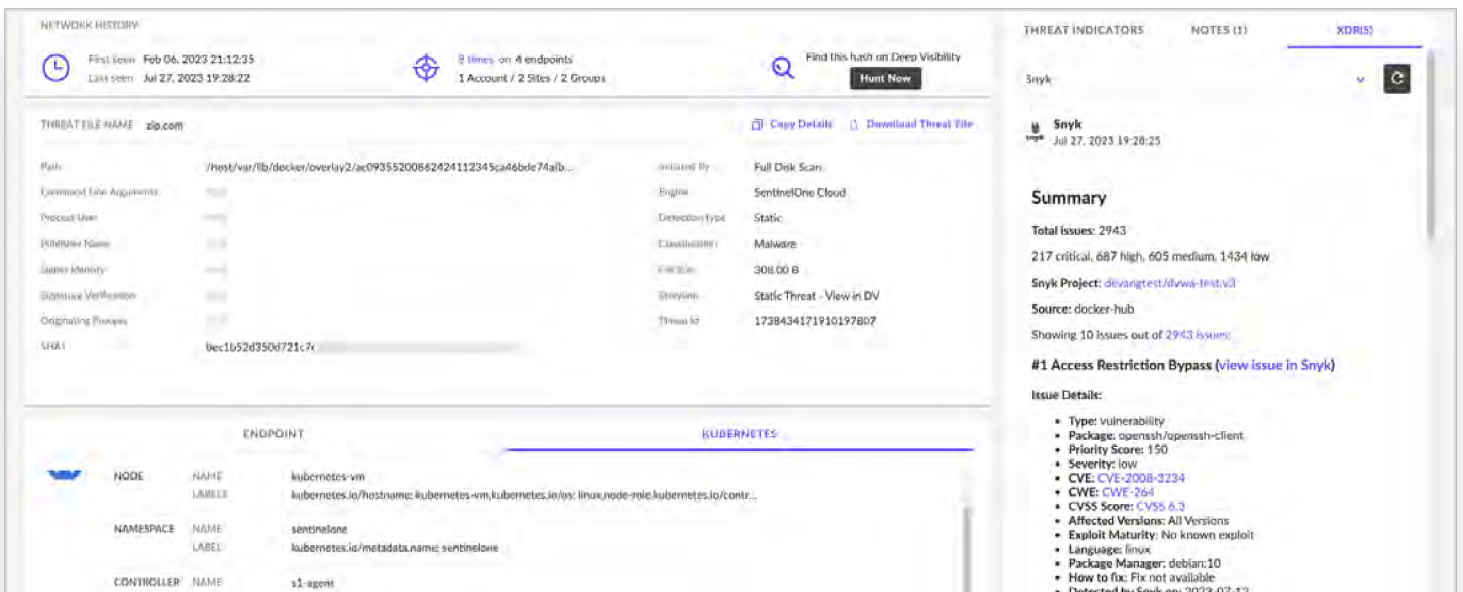 NETWORK HISTORY
First seen Feb 06, 2023 21:12:35
Last seen Jul 27, 2023 19:28:22
8 times on 4 endpoints
1 Account / 2 Sites / 2 Groups
Find this hash on Deep Visibility
Hunt Now
THREAT FILE NAME zip.com
Copy Details Download Threat File
Path /host/var/lib/docker/overlay2/ac09355200862424112345ca46bde74afb...
Command Line Arguments
Process User
Publisher Name
Signer Identity
Signature Verification
Originating Process
SHA1 bec1b52d350d721c7c
Initiated By Full Disk Scan
Engine SentinelOne Cloud
Detection type Static
Classification Malware
File Size 308.00 B
Storyline Static Threat - View in DV
Threat Id 1738434171910197807
ENDPOINT
KUBERNETES
NODE NAME kubernetes-vm
LABELS kubernetes.io/hostname: kubernetes-vm,kubernetes.io/os: linux,node-role.kubernetes.io/contr...
NAMESPACE NAME sentinelone
LABEL kubernetes.io/metadata.name: sentinelone
CONTROLLER NAME s1-agent
THREAT INDICATORS NOTES (1) XDR(5)
Snyk
Snyk
Jul 27, 2023 19:28:25
Summary
Total issues: 2943
217 critical, 687 high, 605 medium, 1434 low
Snyk Project: devangtest/dvwa-test:v3
Source: docker-hub
Showing 10 issues out of 2943 issues:
#1 Access Restriction Bypass (view issue in Snyk)
Issue Details:
• Type: vulnerability
• Package: openssh/openssh-client
• Priority Score: 150
• Severity: low
• CVE: CVE-2008-3234
• CWE: CWE-264
• CVSS Score: CVSS 6.3
• Affected Versions: All Versions
• Exploit Maturity: No known exploit
• Language: linux
• Package Manager: debian:10
• How to fix: Fix not available
• Detected by Snyk on: 2023-07-12